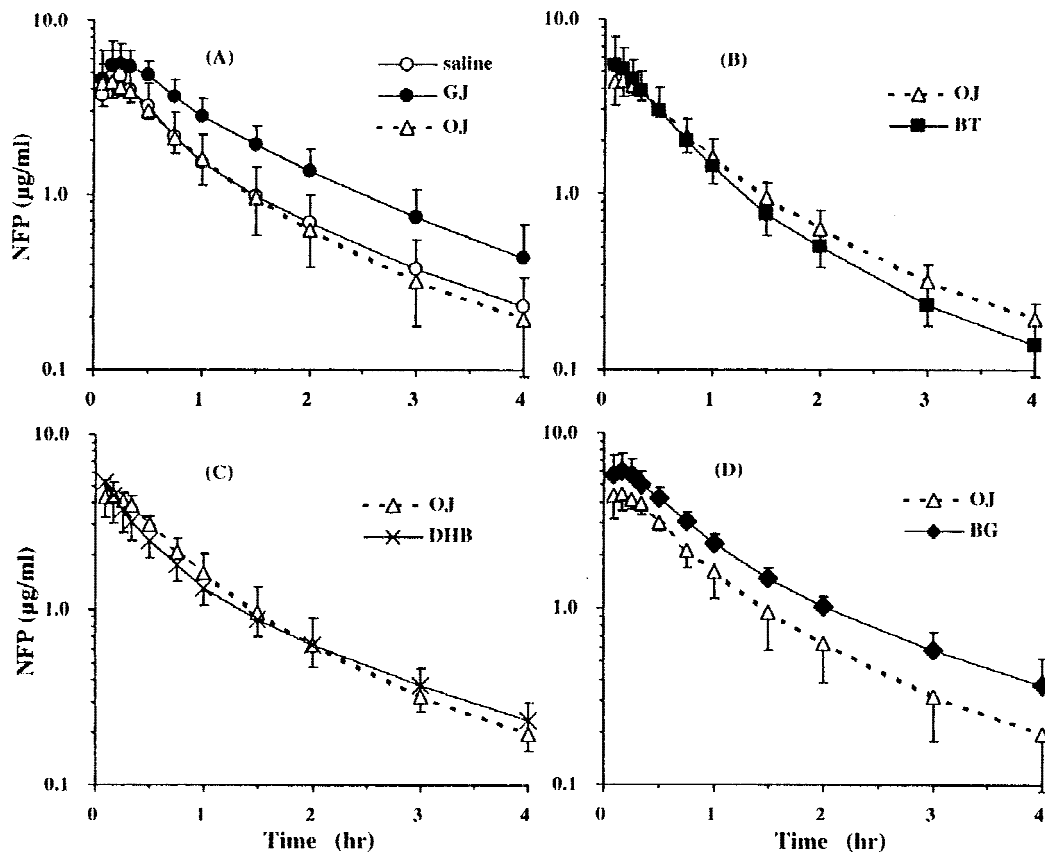 10.0
(A)
saline
GJ
OJ
1.0
NFP (µg/ml)
0.1
0 1 2 3 4
10.0
(B)
OJ
BT
1.0
0.1
0 1 2 3 4
10.0
(C)
OJ
DHB
1.0
NFP (µg/ml)
0.1
0 1 2 3 4
Time (hr)
10.0
(D)
OJ
BG
1.0
0.1
0 1 2 3 4
Time (hr)